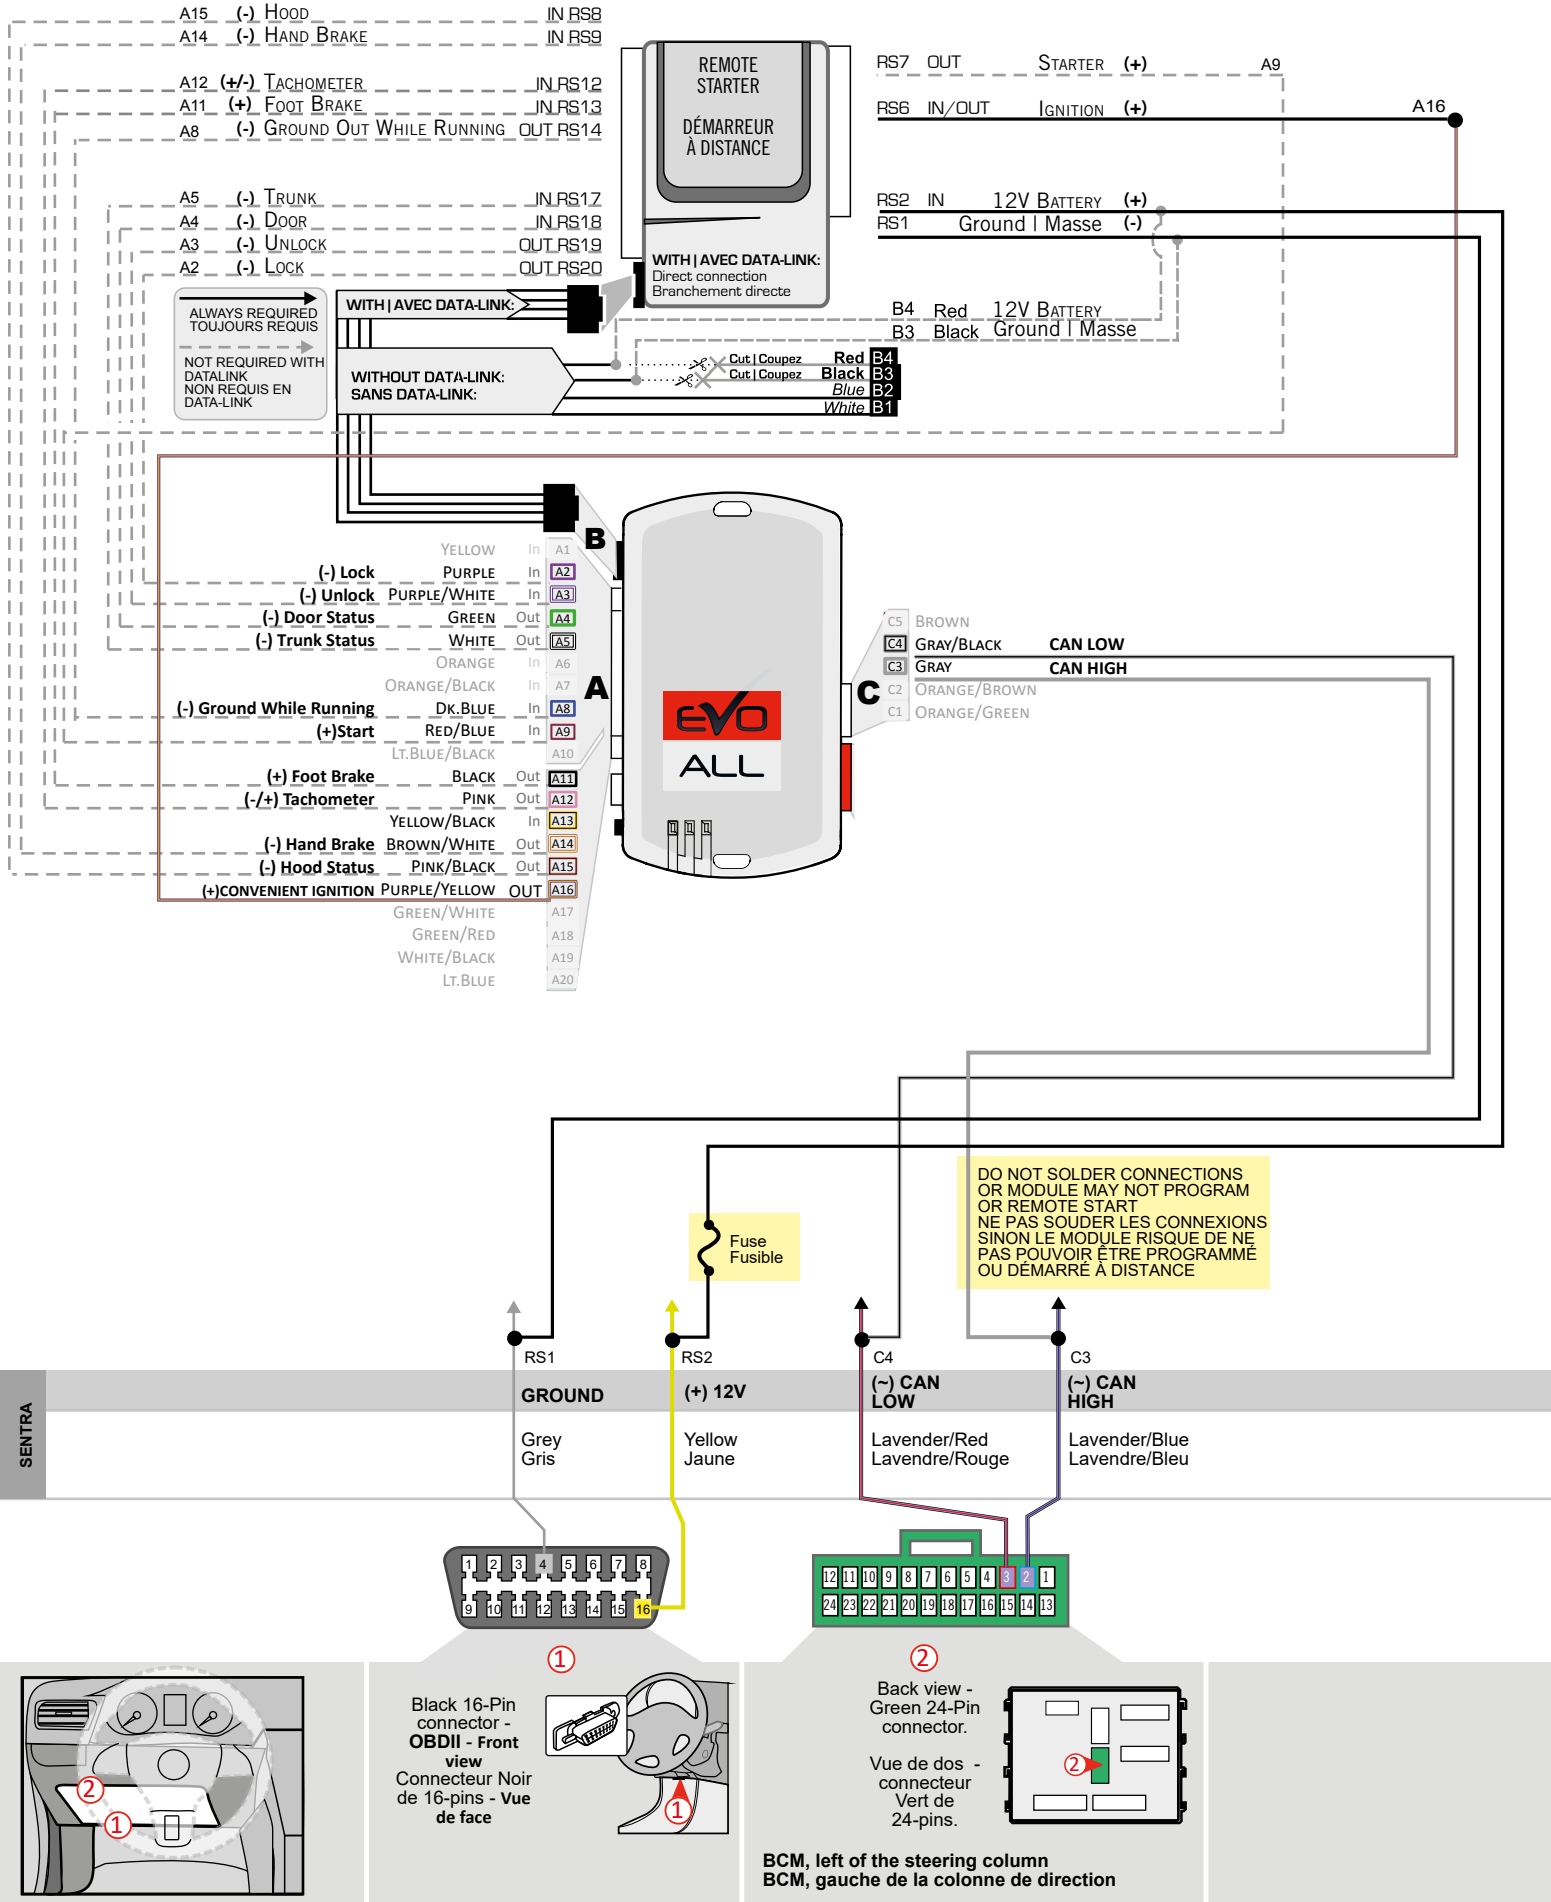 A15 (-) HOOD IN RS8
A14 (-) HAND BRAKE IN RS9
A12 (+/-) TACHOMETER IN RS12
A11 (+) FOOT BRAKE IN RS13
A8 (-) GROUND OUT WHILE RUNNING OUT RS14
A5 (-) TRUNK IN RS17
A4 (-) DOOR IN RS18
A3 (-) UNLOCK OUT RS19
A2 (-) LOCK OUT RS20
REMOTE
STARTER
DÉMARREUR
À DISTANCE
WITH | AVEC DATA-LINK:
Direct connection
Branchement directe
RS7 OUT STARTER (+) A9
RS6 IN/OUT IGNITION (+) A16
RS2 IN 12V BATTERY (+)
RS1 Ground | Masse (-)
B4 Red 12V BATTERY
B3 Black Ground | Masse
ALWAYS REQUIRED
TOUJOURS REQUIS
NOT REQUIRED WITH
DATALINK
NON REQUIS EN
DATA-LINK
WITH | AVEC DATA-LINK:
WITHOUT DATA-LINK:
SANS DATA-LINK:
Cut | Coupez Red B4
Cut | Coupez Black B3
Blue B2
White B1
B
A
C
YELLOW In A1
(-) Lock PURPLE In A2
(-) Unlock PURPLE/WHITE In A3
(-) Door Status GREEN Out A4
(-) Trunk Status WHITE Out A5
ORANGE In A6
ORANGE/BLACK In A7
(-) Ground While Running DK.BLUE In A8
(+)Start RED/BLUE In A9
LT.BLUE/BLACK A10
(+) Foot Brake BLACK Out A11
(-/+) Tachometer PINK Out A12
YELLOW/BLACK In A13
(-) Hand Brake BROWN/WHITE Out A14
(-) Hood Status PINK/BLACK Out A15
(+)CONVENIENT IGNITION PURPLE/YELLOW OUT A16
GREEN/WHITE A17
GREEN/RED A18
WHITE/BLACK A19
LT.BLUE A20
EVO
ALL
C5 BROWN
C4 GRAY/BLACK CAN LOW
C3 GRAY CAN HIGH
C2 ORANGE/BROWN
C1 ORANGE/GREEN
DO NOT SOLDER CONNECTIONS
OR MODULE MAY NOT PROGRAM
OR REMOTE START
NE PAS SOUDER LES CONNEXIONS
SINON LE MODULE RISQUE DE NE
PAS POUVOIR ÊTRE PROGRAMMÉ
OU DÉMARRÉ À DISTANCE
Fuse
Fusible
RS1 RS2 C4 C3
SENTRA
GROUND
(+) 12V
(~) CAN
LOW
(~) CAN
HIGH
Grey
Gris
Yellow
Jaune
Lavender/Red
Lavendre/Rouge
Lavender/Blue
Lavendre/Bleu
1 2 3 4 5 6 7 8
9 10 11 12 13 14 15 16
12 11 10 9 8 7 6 5 4 3 2 1
24 23 22 21 20 19 18 17 16 15 14 13
1
2
2
1
Black 16-Pin
connector -
OBDII - Front
view
Connecteur Noir
de 16-pins - Vue
de face
1
Back view -
Green 24-Pin
connector.
Vue de dos -
connecteur
Vert de
24-pins.
2
BCM, left of the steering column
BCM, gauche de la colonne de direction